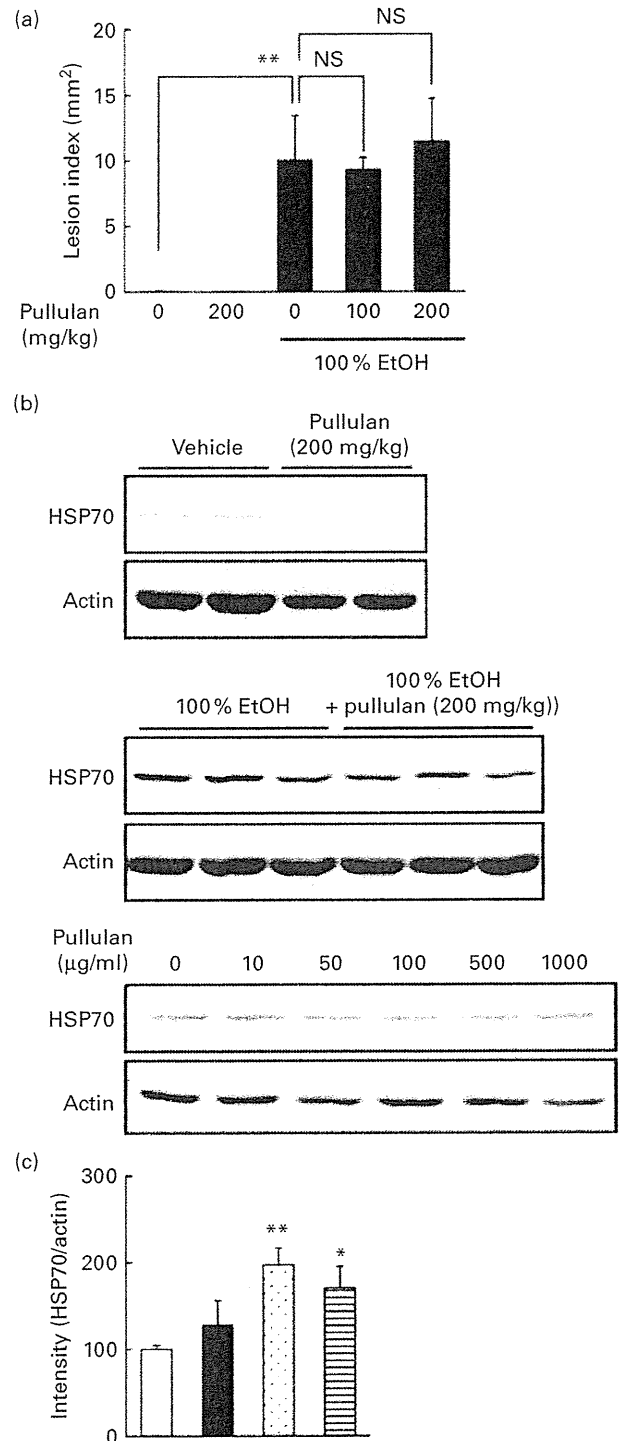 (a)
Lesion index (mm²)
20
15
10
5
0
**
NS
NS
Pullulan (mg/kg)
0 200 0 100 200
100 % EtOH
(b)
Vehicle
Pullulan
(200 mg/kg)
HSP70
Actin
100 % EtOH
100 % EtOH
+ pullulan (200 mg/kg))
HSP70
Actin
Pullulan
(µg/ml) 0 10 50 100 500 1000
HSP70
Actin
(c)
Intensity (HSP70/actin)
300
200
100
0
**
*